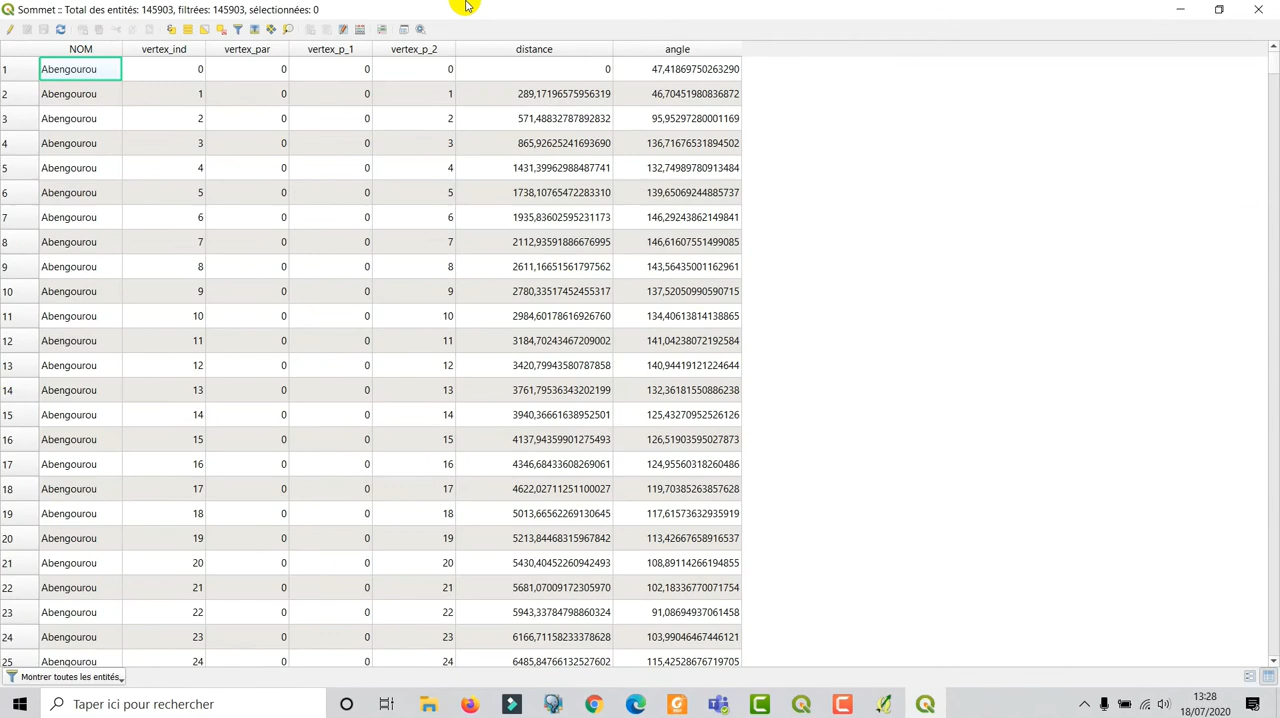 Sommet :: Total des entités: 145903, filtrées: 145903, sélectionnées: 0
NOM vertex_ind vertex_par vertex_p_1 vertex_p_2 distance angle
1 Abengourou 0 0 0 0 0 47,41869750263290
2 Abengourou 1 0 0 1 289,17196575956319 46,70451980836872
3 Abengourou 2 0 0 2 571,48832787892832 95,95297280001169
4 Abengourou 3 0 0 3 865,92625241693690 136,71676531894502
5 Abengourou 4 0 0 4 1431,39962988487741 132,74989780913484
6 Abengourou 5 0 0 5 1738,10765472283310 139,65069244885737
7 Abengourou 6 0 0 6 1935,83602595231173 146,29243862149841
8 Abengourou 7 0 0 7 2112,93591886676995 146,61607551499085
9 Abengourou 8 0 0 8 2611,16651561797562 143,56435001162961
10 Abengourou 9 0 0 9 2780,33517452455317 137,52050990590715
11 Abengourou 10 0 0 10 2984,60178616926760 134,40613814138865
12 Abengourou 11 0 0 11 3184,70243467209002 141,04238072192584
13 Abengourou 12 0 0 12 3420,79943580787858 140,94419121224644
14 Abengourou 13 0 0 13 3761,79536343202199 132,36181550886238
15 Abengourou 14 0 0 14 3940,36661638952501 125,43270952526126
16 Abengourou 15 0 0 15 4137,94359901275493 126,51903595027873
17 Abengourou 16 0 0 16 4346,68433608269061 124,95560318260486
18 Abengourou 17 0 0 17 4622,02711251100027 119,70385263857628
19 Abengourou 18 0 0 18 5013,66562269130645 117,61573632935919
20 Abengourou 19 0 0 19 5213,84468315967842 113,42667658916537
21 Abengourou 20 0 0 20 5430,40452260942493 108,89114266194855
22 Abengourou 21 0 0 21 5681,07009172305970 102,18336770071754
23 Abengourou 22 0 0 22 5943,33784798860324 91,08694937061458
24 Abengourou 23 0 0 23 6166,71158233378628 103,99046467446121
25 Abengourou 24 0 0 24 6485,84766132527602 115,42528676719705
Montrer toutes les entités
Taper ici pour rechercher
13:28
18/07/2020